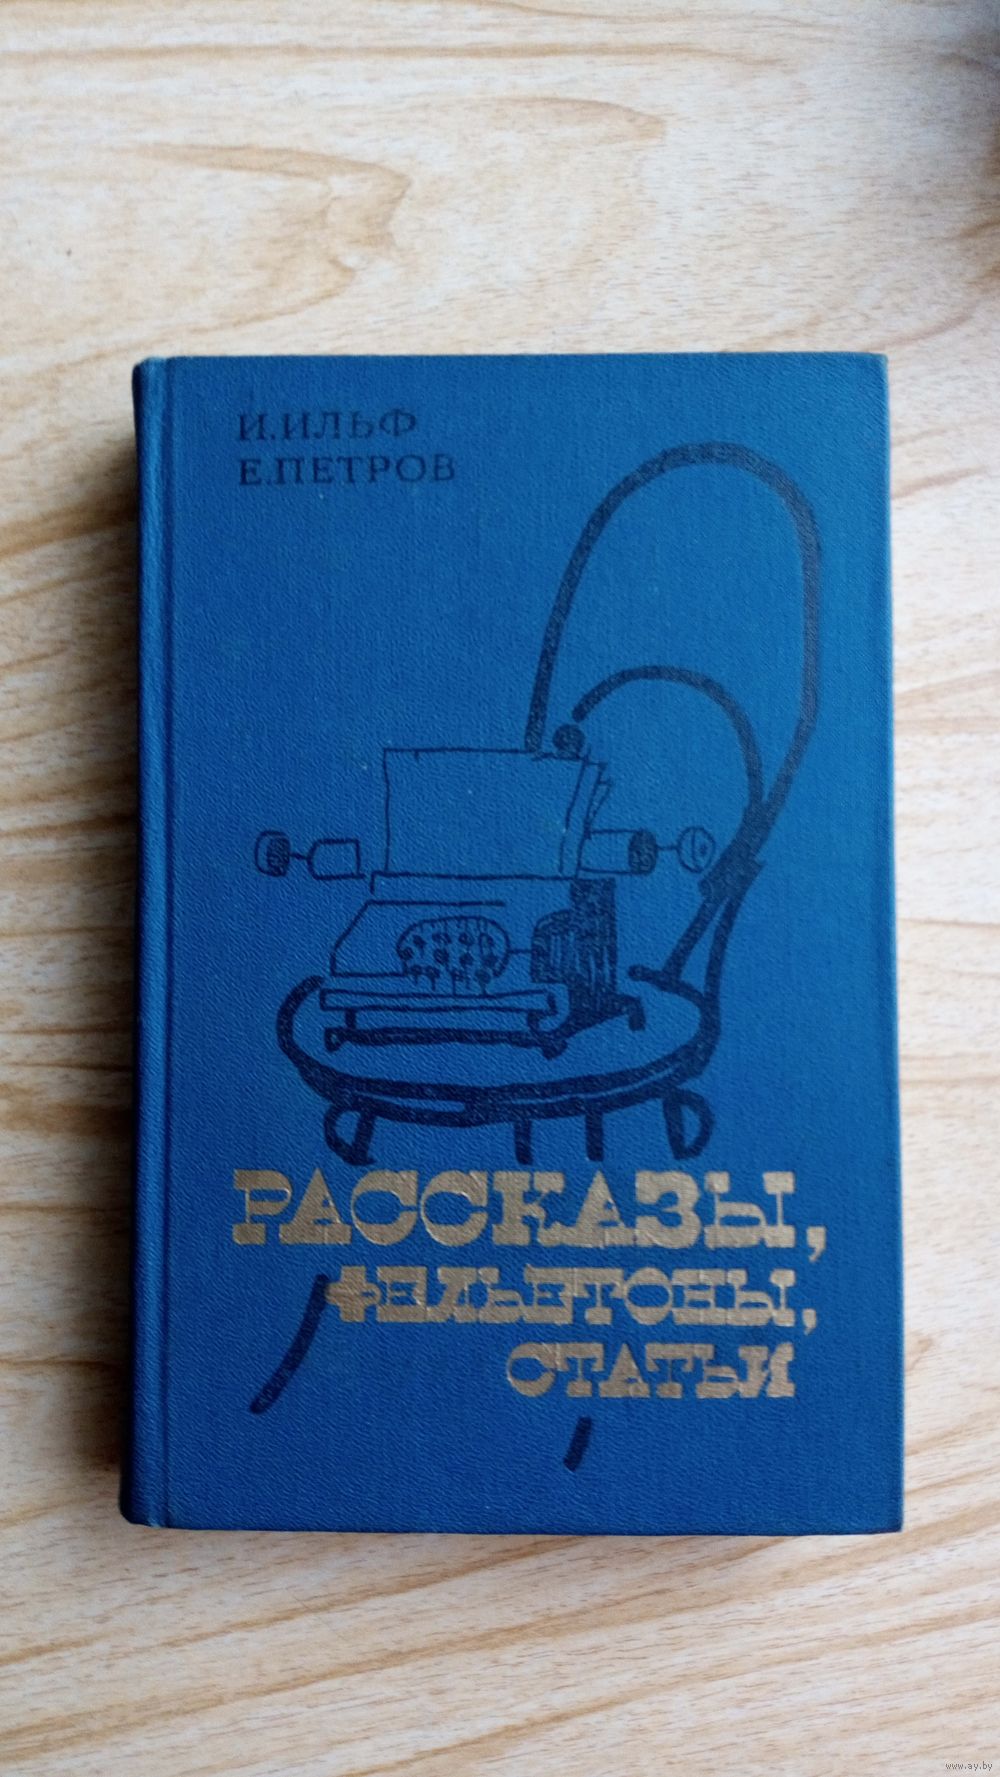 И. ИЛЬФ
Е. ПЕТРОВ
РАССКАЗЫ,
ФЕЛЬЕТОНЫ,
СТАТЬИ
www.ay.by